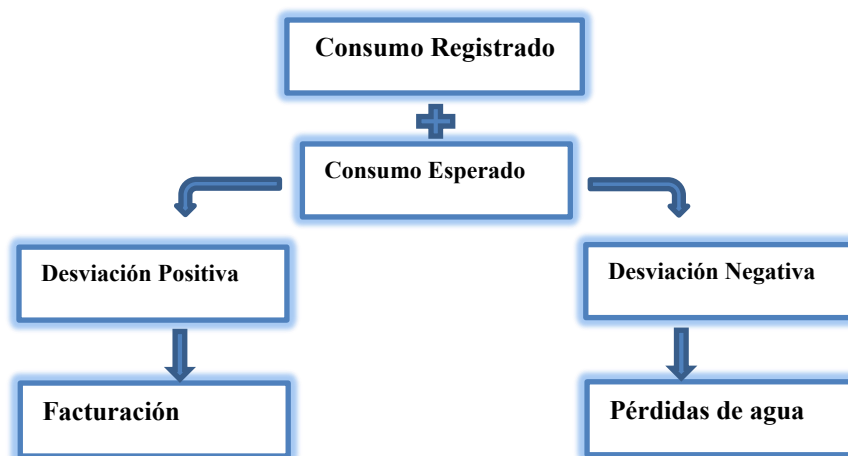 Consumo Registrado
Consumo Esperado
Desviación Positiva
Desviación Negativa
Facturación
Pérdidas de agua